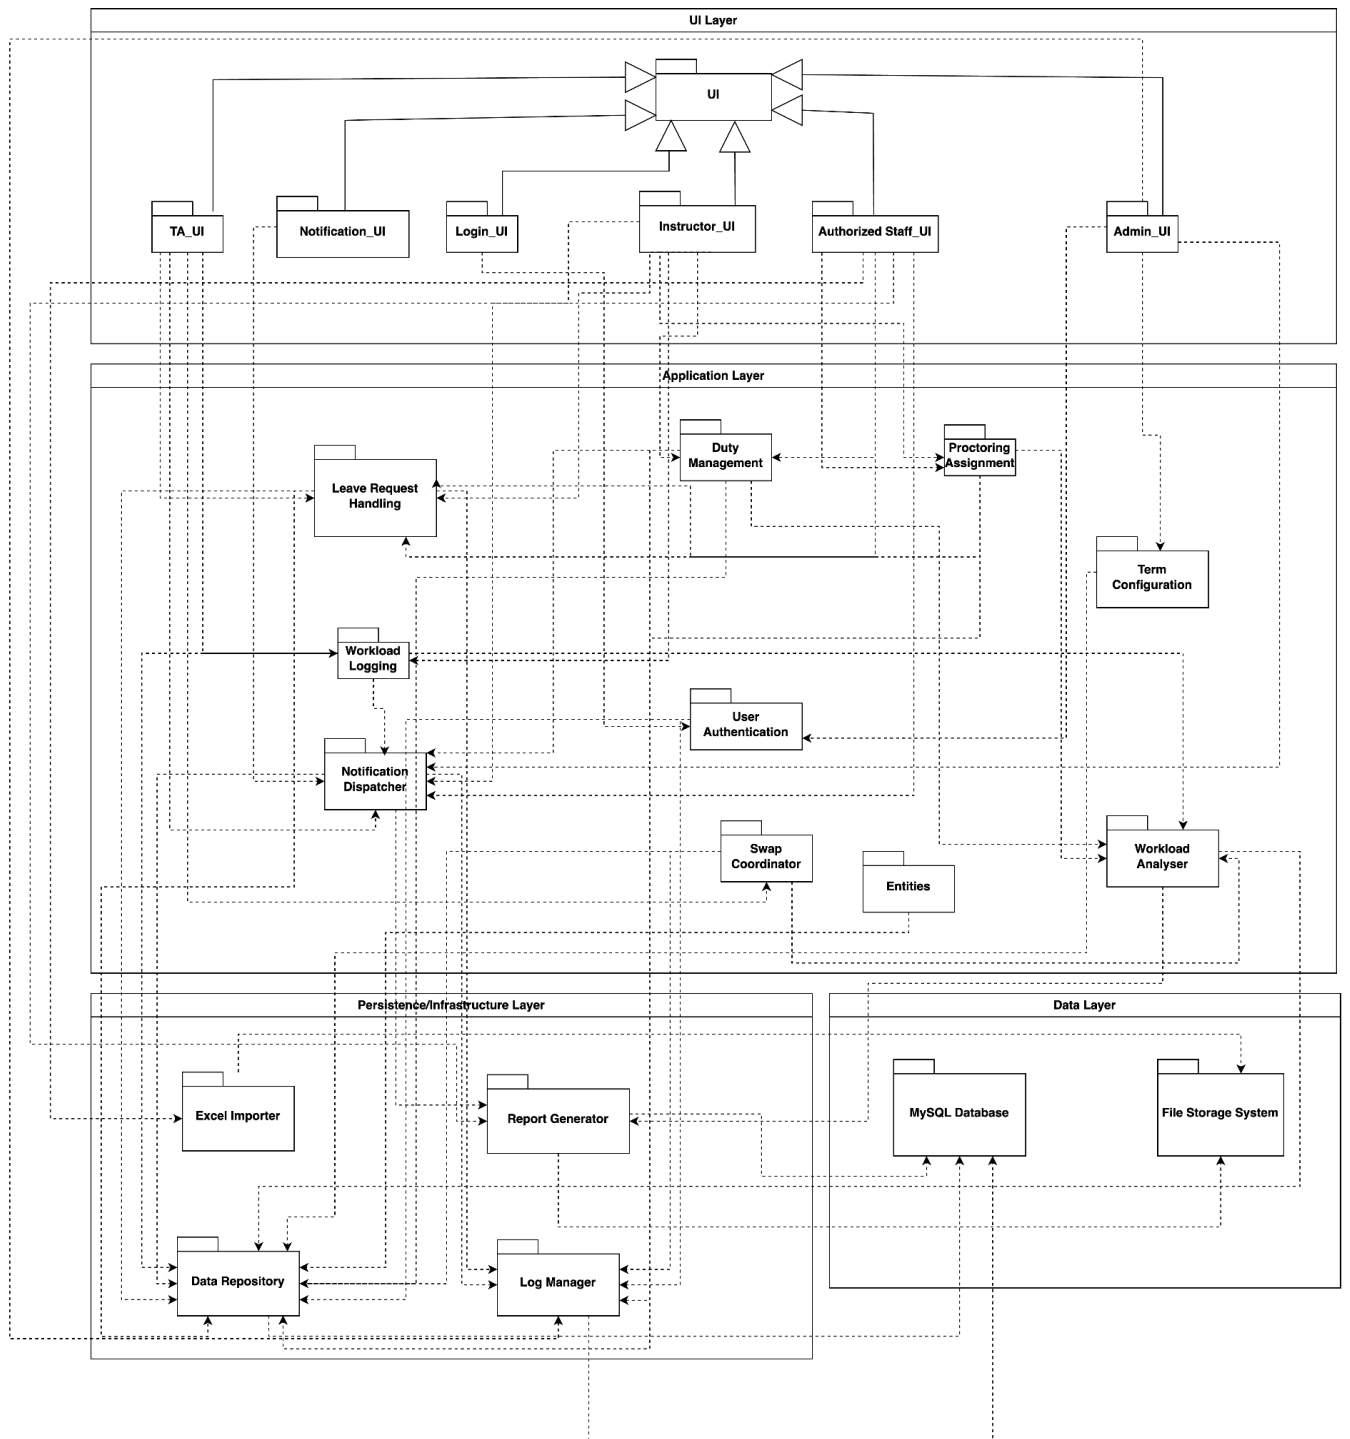 UI Layer
UI
TA_UI
Notification_UI
Login_UI
Instructor_UI
Authorized Staff_UI
Admin_UI
Application Layer
Duty
Management
Proctoring
Assignment
Leave Request
Handling
Term
Configuration
Workload
Logging
User
Authentication
Notification
Dispatcher
Swap
Coordinator
Workload
Analyser
Entities
Persistence/Infrastructure Layer
Data Layer
Excel Importer
Report Generator
MySQL Database
File Storage System
Data Repository
Log Manager